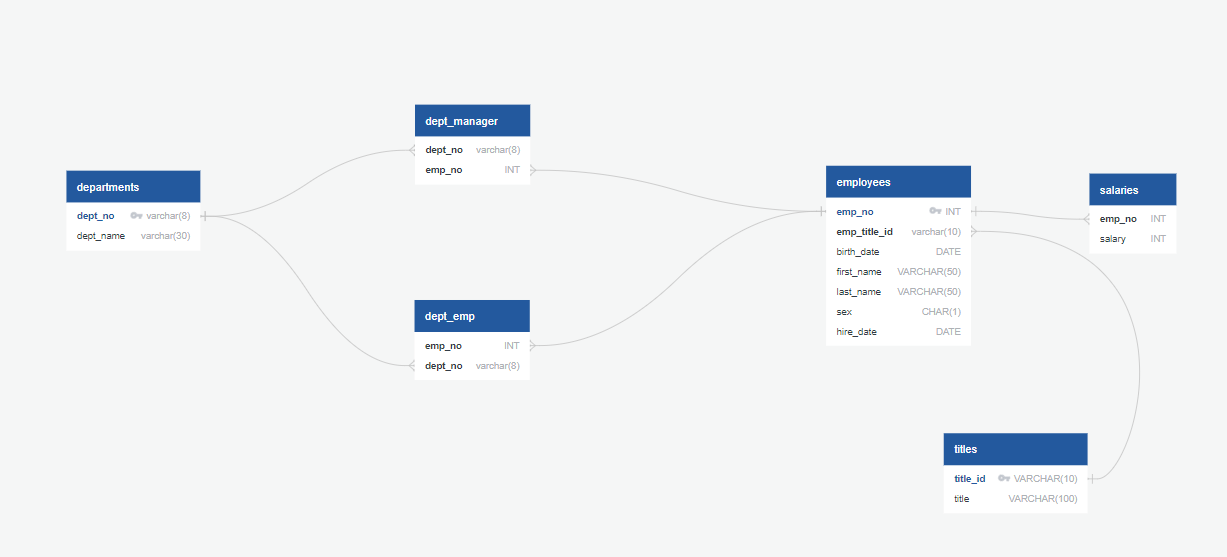 departments
dept_no varchar(8)
dept_name varchar(30)
dept_manager
dept_no varchar(8)
emp_no INT
dept_emp
emp_no INT
dept_no varchar(8)
employees
emp_no INT
emp_title_id varchar(10)
birth_date DATE
first_name VARCHAR(50)
last_name VARCHAR(50)
sex CHAR(1)
hire_date DATE
salaries
emp_no INT
salary INT
titles
title_id VARCHAR(10)
title VARCHAR(100)